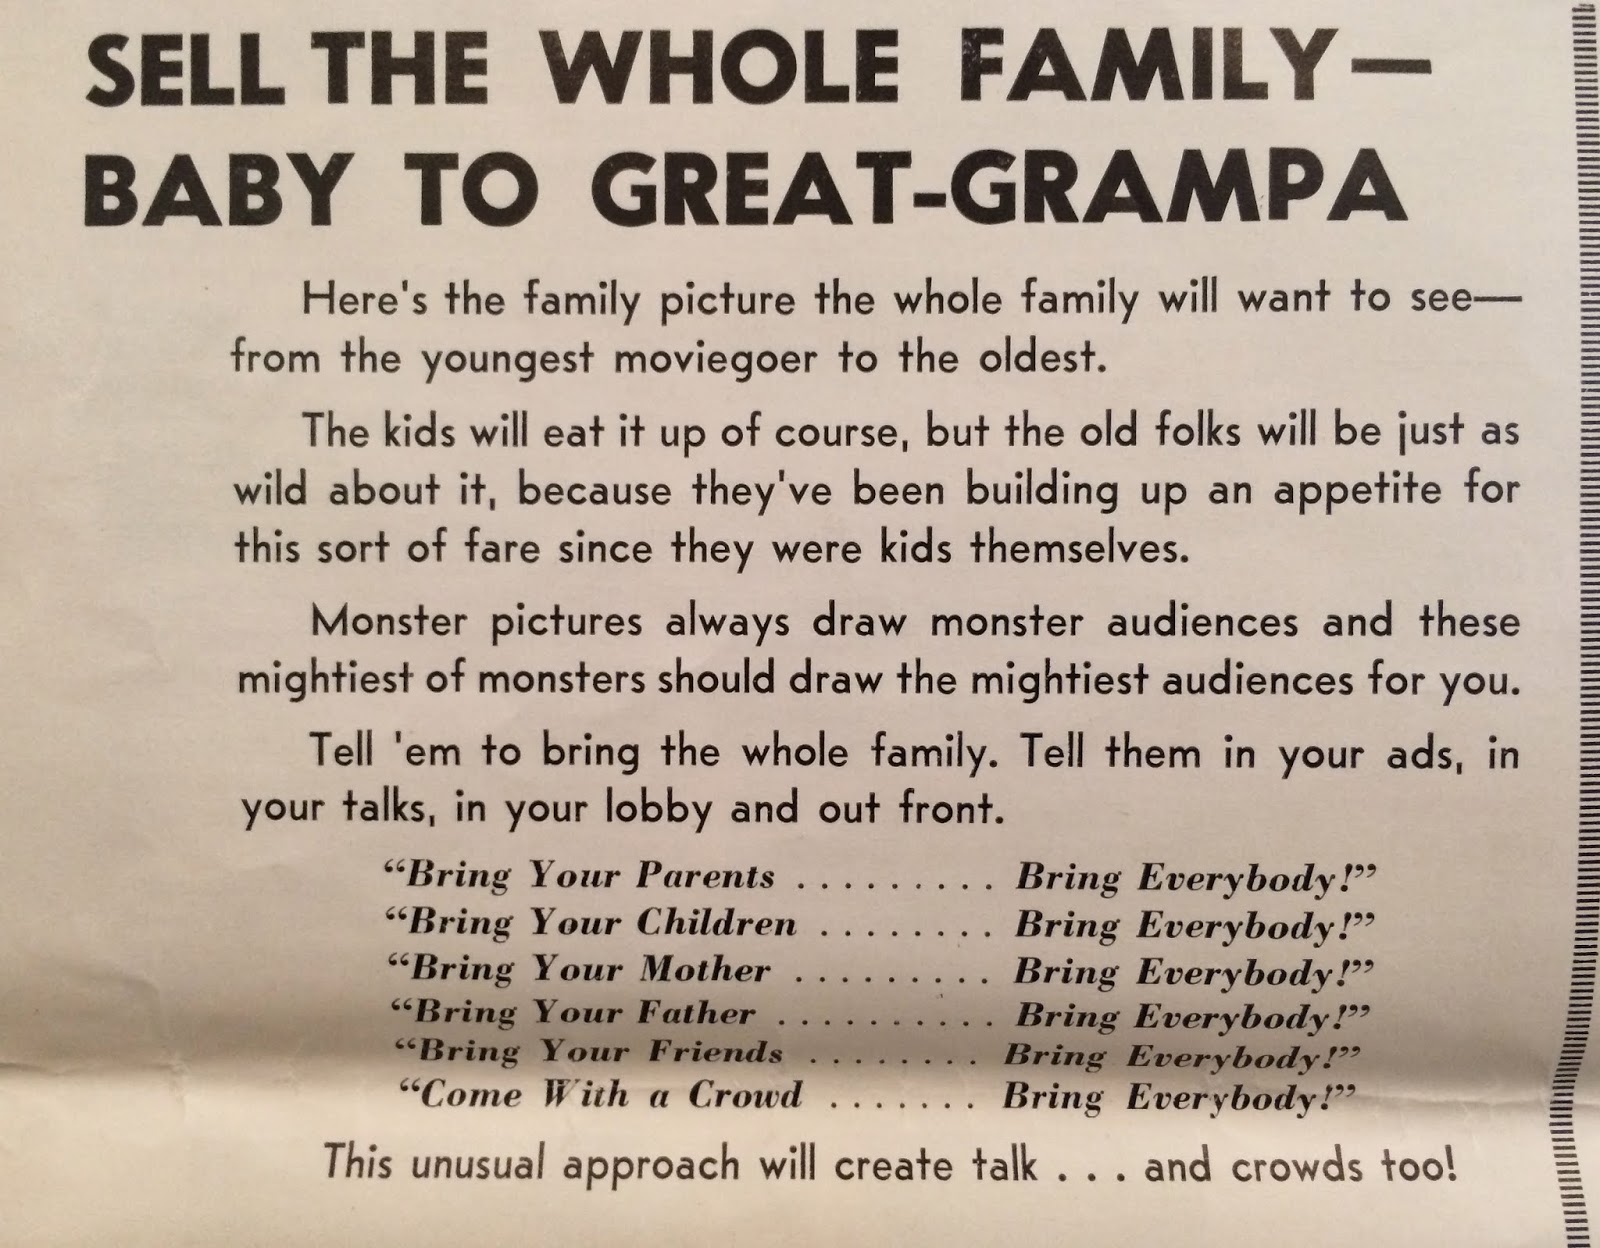 SELL THE WHOLE FAMILY—
BABY TO GREAT-GRAMPA
Here's the family picture the whole family will want to see—
from the youngest moviegoer to the oldest.
The kids will eat it up of course, but the old folks will be just as
wild about it, because they've been building up an appetite for
this sort of fare since they were kids themselves.
Monster pictures always draw monster audiences and these
mightiest of monsters should draw the mightiest audiences for you.
Tell 'em to bring the whole family. Tell them in your ads, in
your talks, in your lobby and out front.
“Bring Your Parents . . . . . . . . . Bring Everybody!”
“Bring Your Children . . . . . . . . Bring Everybody!”
“Bring Your Mother . . . . . . . . . Bring Everybody!”
“Bring Your Father . . . . . . . . . . Bring Everybody!”
“Bring Your Friends . . . . . . . . Bring Everybody!”
“Come With a Crowd . . . . . . . Bring Everybody!”
This unusual approach will create talk . . . and crowds too!